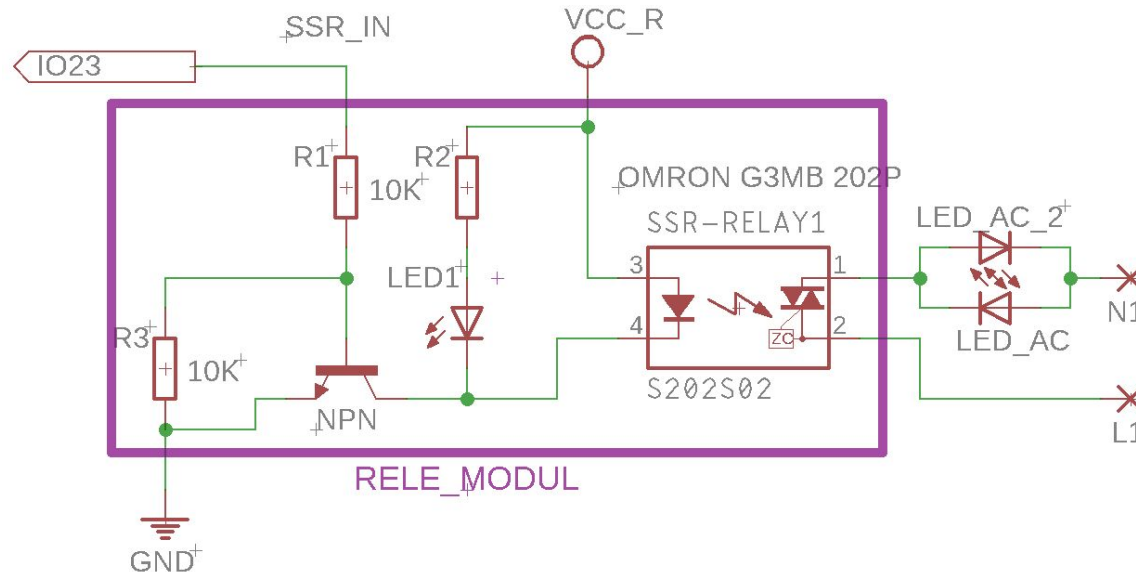 SSR_IN
VCC_R
IO23
R1
10K
R2
OMRON G3MB 202P
SSR-RELAY1
LED_AC_2
LED1
3
1
4
2
ZC
N1
LED_AC
R3
10K
S202S02
NPN
L1
RELE_MODUL
GND